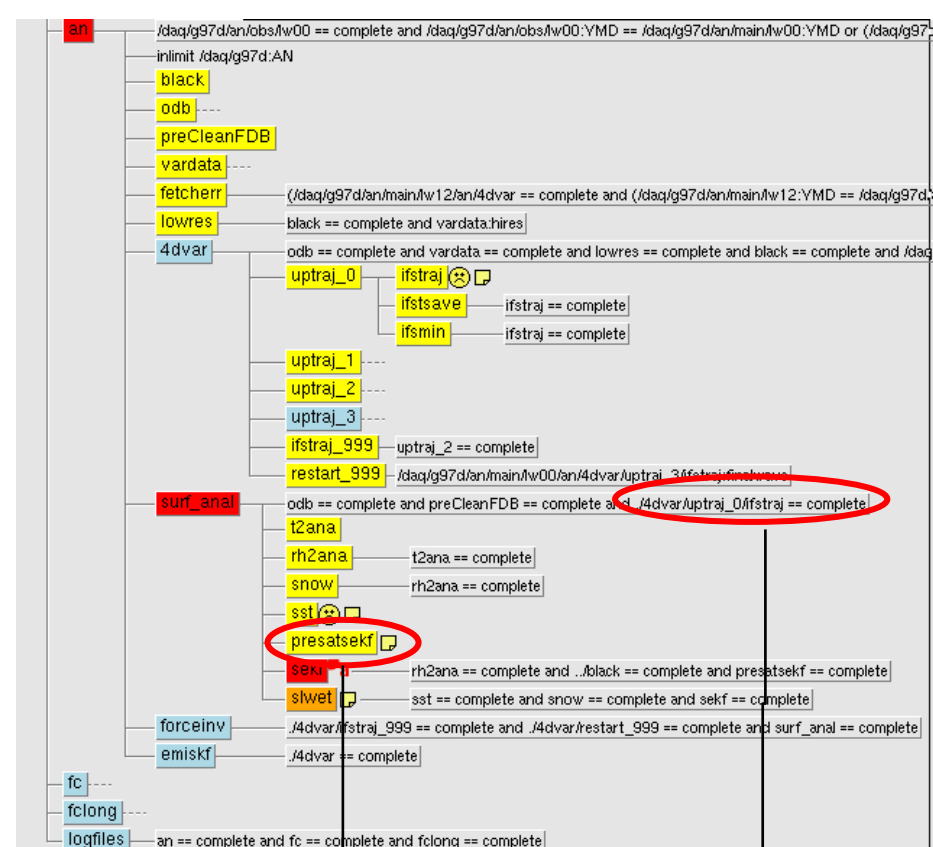 an /daq/g97d/an/obs/lw00 == complete and /daq/g97d/an/obs/lw00:YMD == /daq/g97d/an/main/lw00:YMD or (/daq/g97
inlimit /daq/g97d:AN
black
odb
preCleanFDB
vardata
fetcherr (/daq/g97d/an/main/lw12/an/4dvar == complete and (/daq/g97d/an/main/lw12:YMD == /daq/g97d
lowres black == complete and vardata:hires
4dvar odb == complete and vardata == complete and lowres == complete and black == complete and /daq
uptraj_0 ifstraj
ifstsave ifstraj == complete
ifsmin ifstraj == complete
uptraj_1
uptraj_2
uptraj_3
ifstraj_999 uptraj_2 == complete
restart_999 /daq/g97d/an/main/lw00/an/4dvar/uptraj_3/ifstraj:finalwave
surf_anal odb == complete and preCleanFDB == complete and ./4dvar/uptraj_0/ifstraj == complete
t2ana
rh2ana t2ana == complete
snow rh2ana == complete
sst
presatsekf
sekf rh2ana == complete and ../black == complete and presatsekf == complete
slwet sst == complete and snow == complete and sekf == complete
forceinv ./4dvar/ifstraj_999 == complete and ./4dvar/restart_999 == complete and surf_anal == complete
emiskf ./4dvar == complete
fc
fclong
logfiles an == complete and fc == complete and fclong == complete